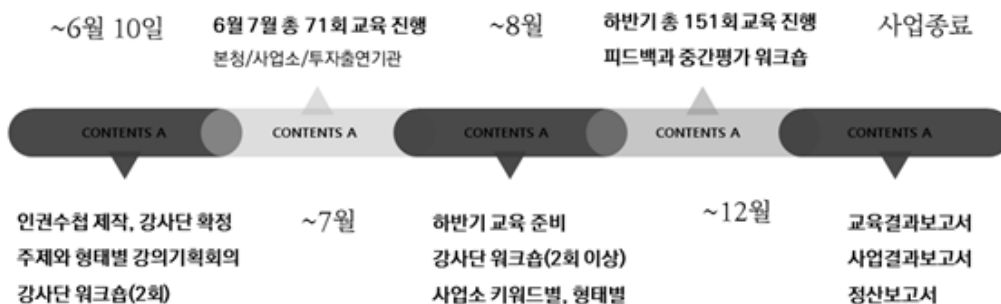 ~6월 10일
6월 7월 총 71회 교육 진행
본청/사업소/투자출연기관
~8월
하반기 총 151회 교육 진행
피드백과 중간평가 워크숍
사업종료
CONTENTS A
CONTENTS A
CONTENTS A
CONTENTS A
CONTENTS A
인권수첩 제작, 강사단 확정
주제와 형태별 강의기획회의
강사단 워크숍(2회)
~7월
하반기 교육 준비
강사단 워크숍(2회 이상)
사업소 키워드별, 형태별
~12월
교육결과보고서
사업결과보고서
정산보고서